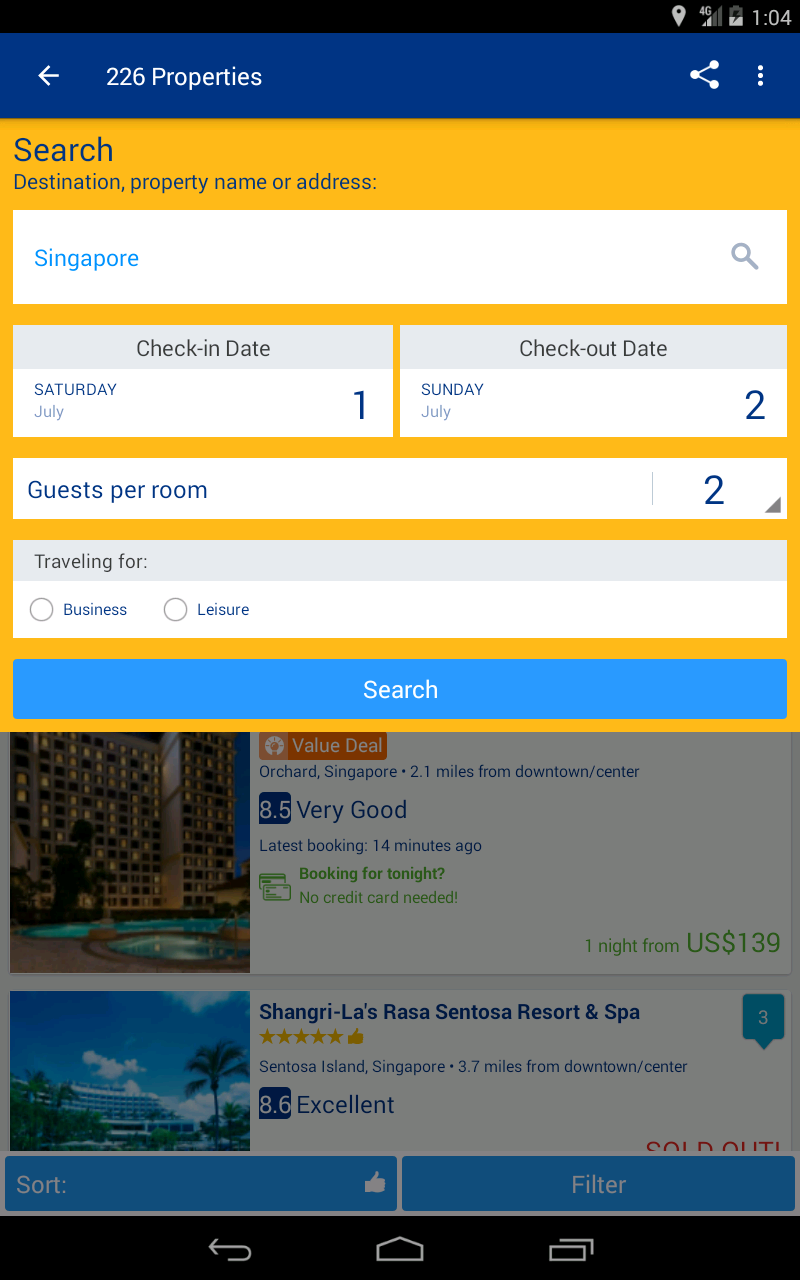 4G 1:04
226 Properties
Search
Destination, property name or address:
Singapore
Check-in Date Check-out Date
SATURDAY
July
1
SUNDAY
July
2
Guests per room 2
Traveling for:
Business Leisure
Search
Value Deal
Orchard, Singapore • 2.1 miles from downtown/center
8.5 Very Good
Latest booking: 14 minutes ago
Booking for tonight?
No credit card needed!
1 night from US$139
Shangri-La's Rasa Sentosa Resort & Spa
3
Sentosa Island, Singapore • 3.7 miles from downtown/center
8.6 Excellent
SOLD OUT!
Sort: Filter